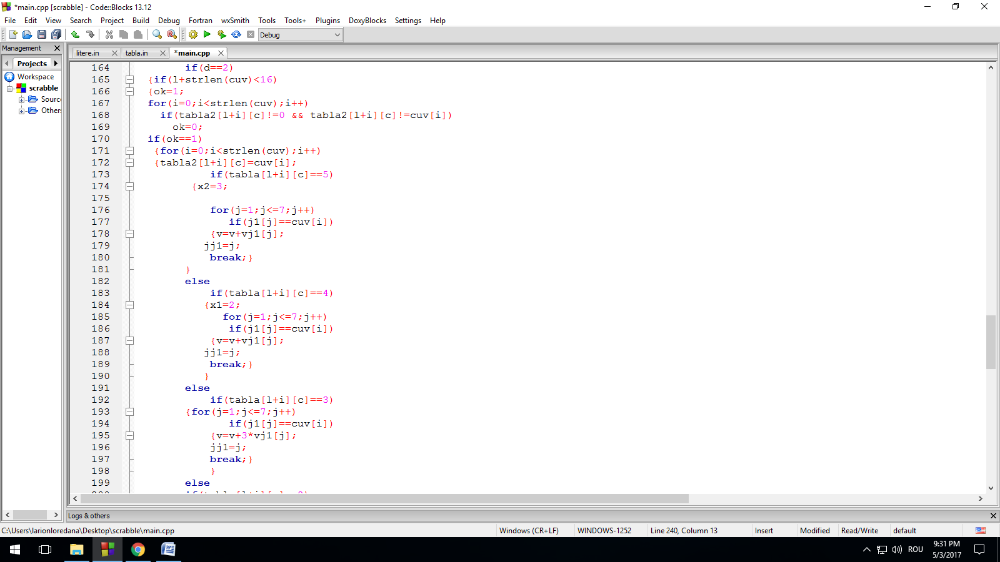 *main.cpp [scrabble] - Code::Blocks 13.12
File Edit View Search Project Build Debug Fortran wxSmith Tools Tools+ Plugins DoxyBlocks Settings Help
Debug
Management
litere.in tabla.in *main.cpp
Projects
Workspace
scrabble
Sourc
Others
164 if(d==2)
165 {if(l+strlen(cuv)<16)
166 {ok=1;
167 for(i=0;i<strlen(cuv);i++)
168 if(tabla2[l+i][c]!=0 && tabla2[l+i][c]!=cuv[i])
169 ok=0;
170 if(ok==1)
171 {for(i=0;i<strlen(cuv);i++)
172 {tabla2[l+i][c]=cuv[i];
173 if(tabla[l+i][c]==5)
174 {x2=3;
175
176 for(j=1;j<=7;j++)
177 if(j1[j]==cuv[i])
178 {v=v+vj1[j];
179 jj1=j;
180 break;}
181 }
182 else
183 if(tabla[l+i][c]==4)
184 {x1=2;
185 for(j=1;j<=7;j++)
186 if(j1[j]==cuv[i])
187 {v=v+vj1[j];
188 jj1=j;
189 break;}
190 }
191 else
192 if(tabla[l+i][c]==3)
193 {for(j=1;j<=7;j++)
194 if(j1[j]==cuv[i])
195 {v=v+3*vj1[j];
196 jj1=j;
197 break;}
198 }
199 else
Logs & others
C:\Users\larionloredana\Desktop\scrabble\main.cpp Windows (CR+LF) WINDOWS-1252 Line 240, Column 13 Insert Modified Read/Write default
ROU 9:31 PM
5/3/2017